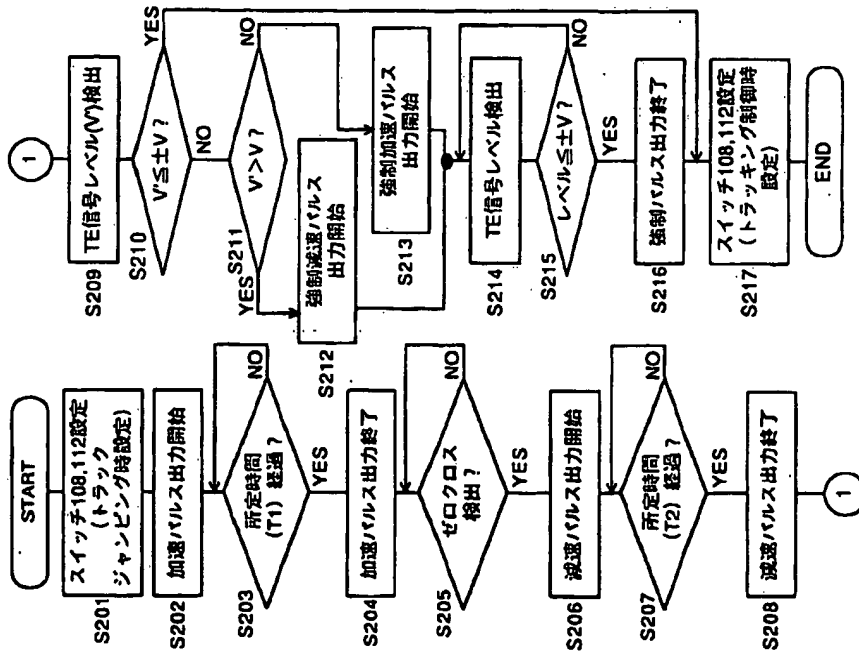 START
S201
スイッチ108,112設定
(トラック
ジャンピング時設定)
S202
加速パルス出力開始
S203
所定時間
(T1) 経過?
NO
YES
S204
加速パルス出力終了
S205
ゼロクロス
検出?
NO
YES
S206
減速パルス出力開始
S207
所定時間
(T2) 経過?
NO
YES
S208
減速パルス出力終了
1
1
S209
TE信号レベル(V')検出
S210
V'≦±V?
YES
NO
S211
V'>V?
NO
YES
S212
強制減速パルス
出力開始
S213
強制加速パルス
出力開始
S214
TE信号レベル検出
S215
レベル≦±V?
NO
YES
S216
強制パルス出力終了
S217
スイッチ108,112設定
(トラッキング制御時
設定)
END